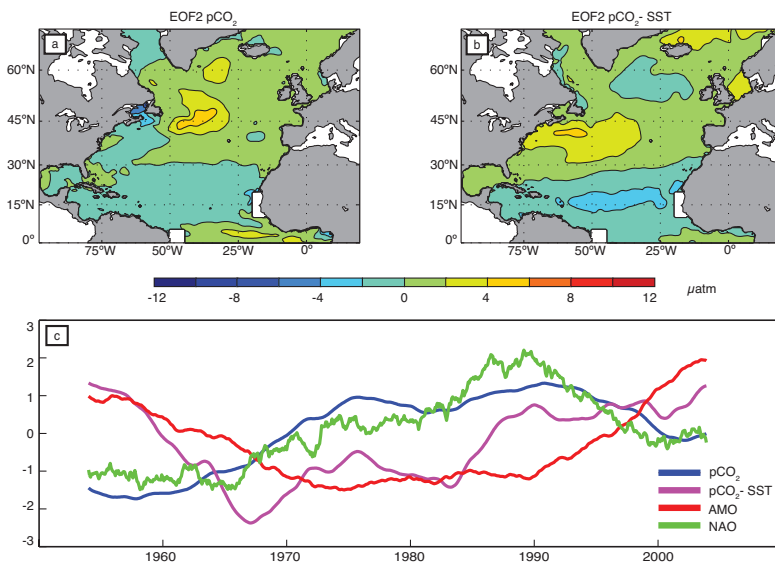 EOF2 pCO₂
EOF2 pCO₂- SST
a
b
60°N
45°N
30°N
15°N
0°
75°W
50°W
25°W
0°
60°N
45°N
30°N
15°N
0°
75°W
50°W
25°W
0°
-12
-8
-4
0
4
8
12
µatm
c
3
2
1
0
-1
-2
-3
1960
1970
1980
1990
2000
pCO₂
pCO₂- SST
AMO
NAO